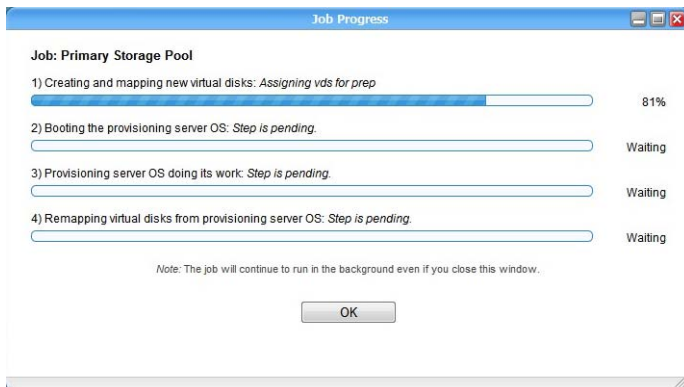 Job Progress
Job: Primary Storage Pool
1) Creating and mapping new virtual disks: Assigning vds for prep
81%
2) Booting the provisioning server OS: Step is pending.
Waiting
3) Provisioning server OS doing its work: Step is pending.
Waiting
4) Remapping virtual disks from provisioning server OS: Step is pending.
Waiting
Note: The job will continue to run in the background even if you close this window.
OK